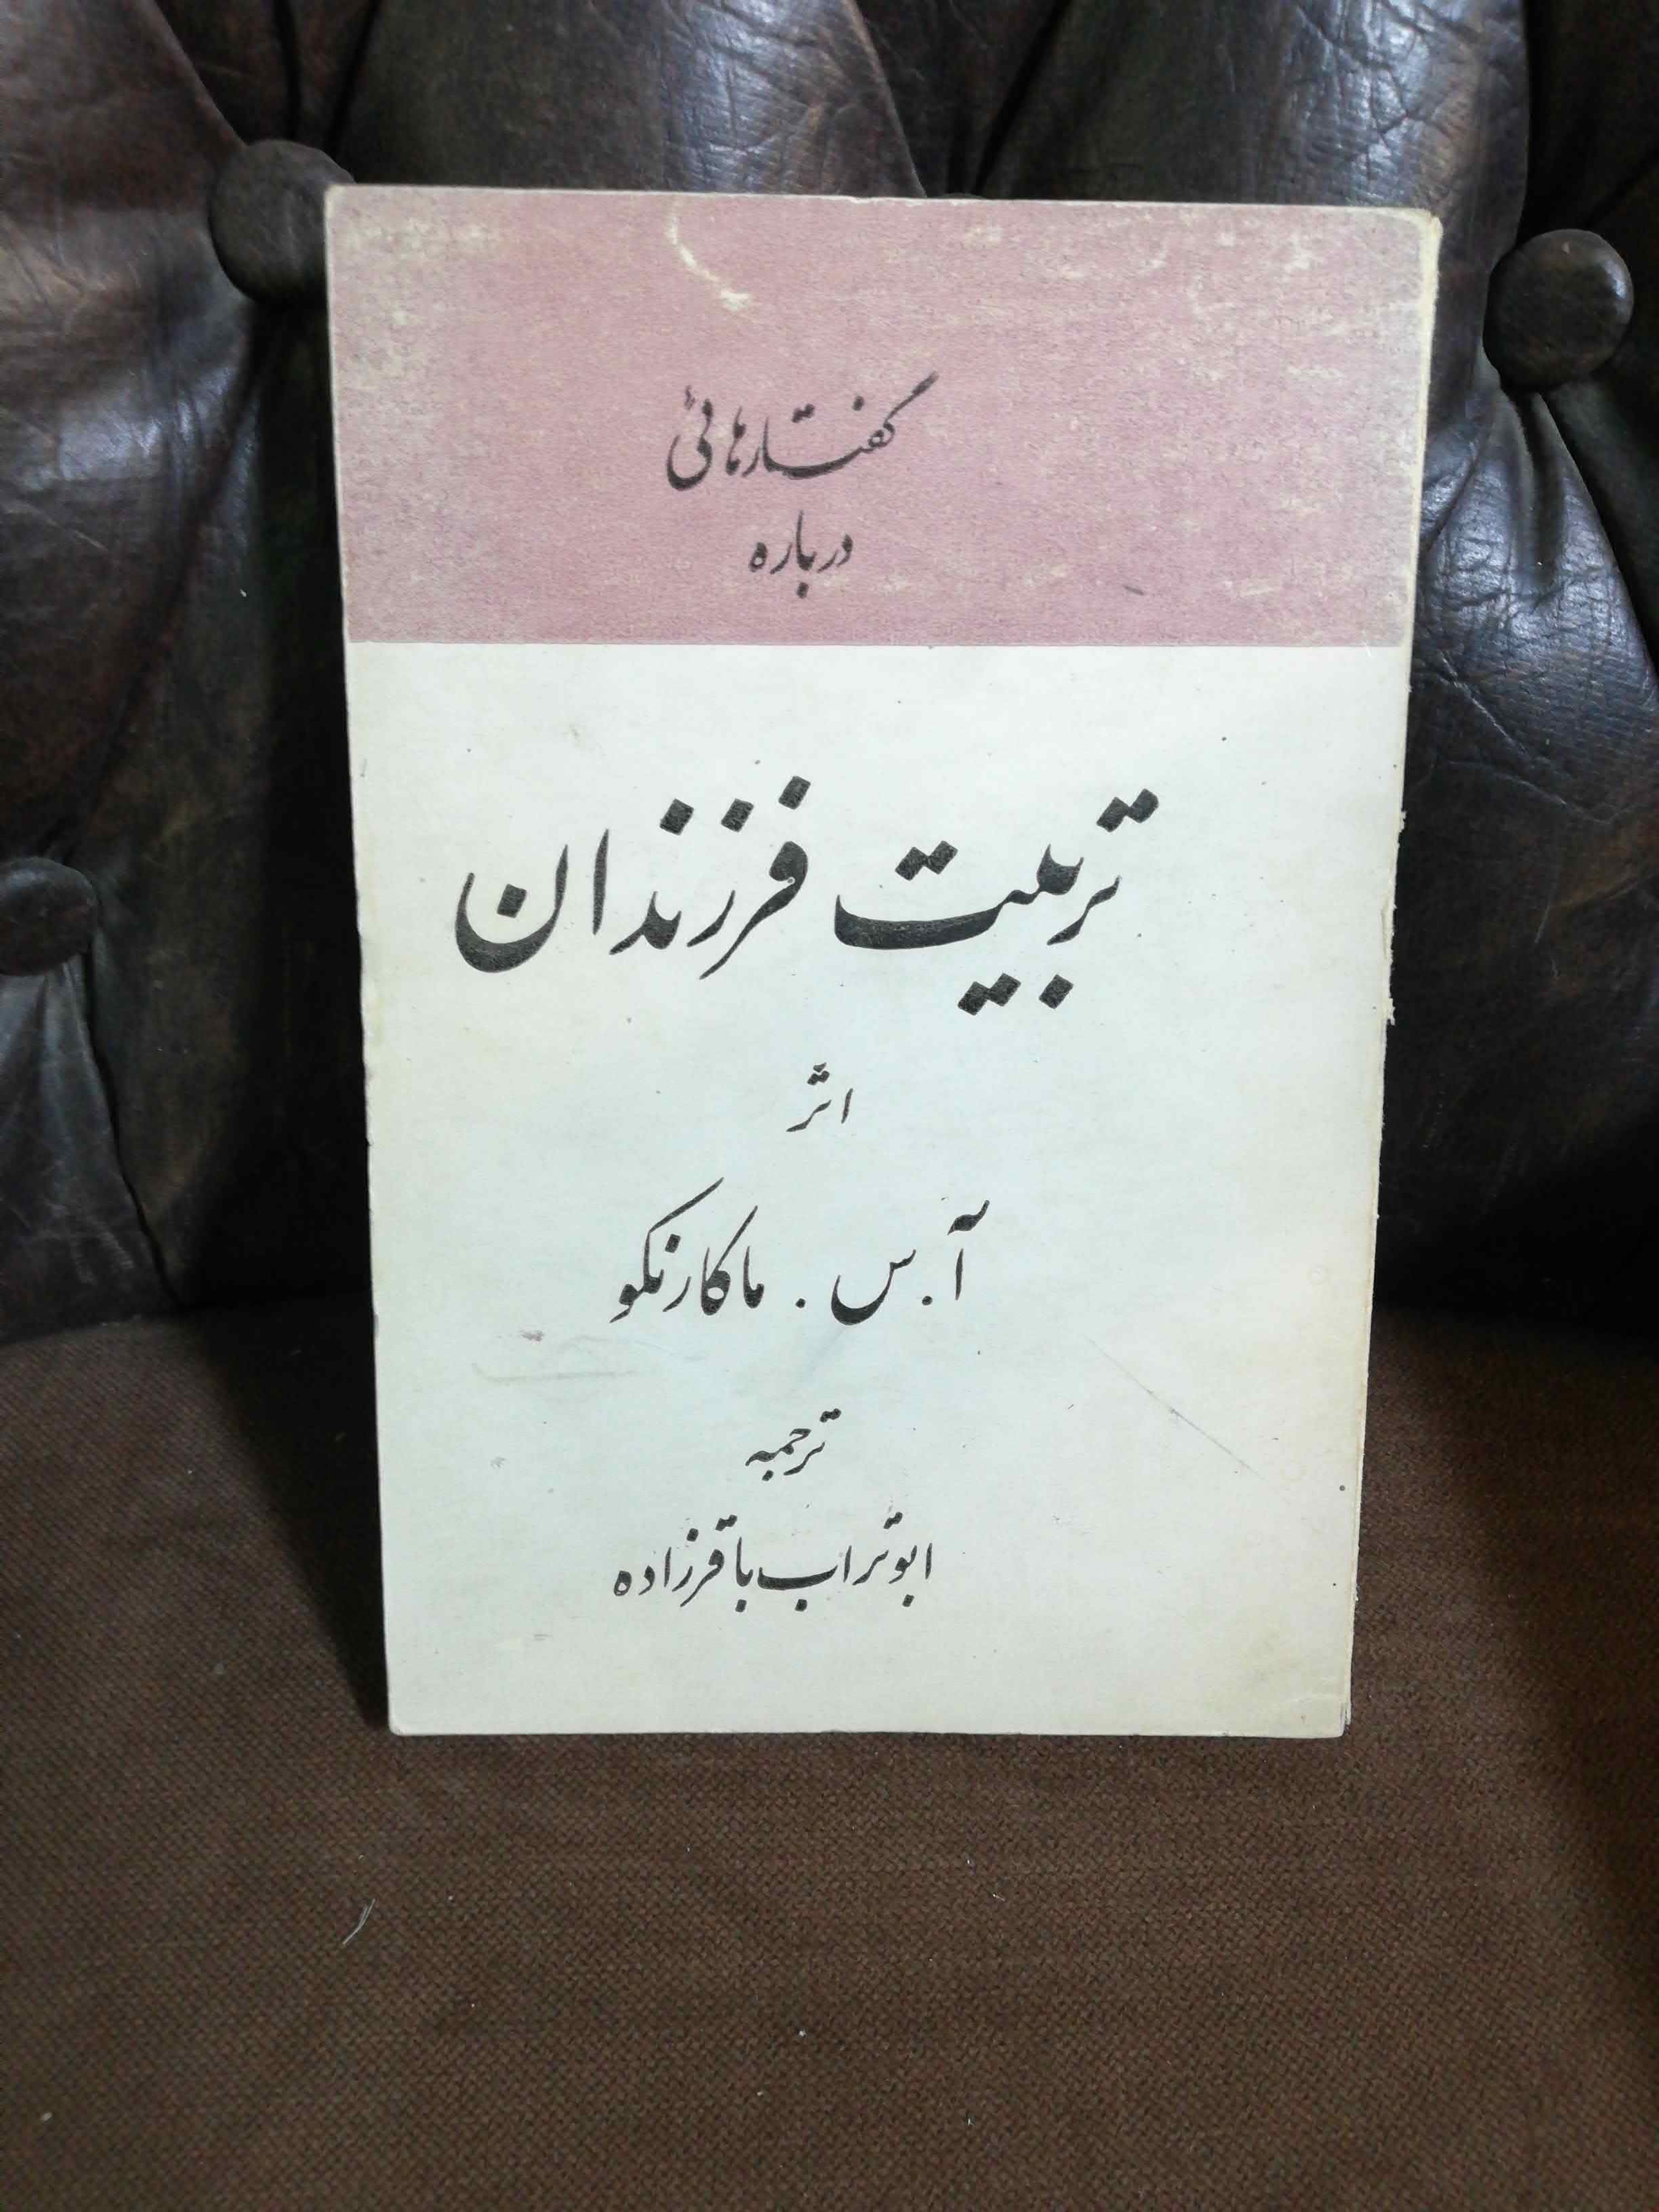 گفتارهائی
درباره
تربیت فرزندان
اثر
آ. س. ماکارنکو
ترجمه
ابوتراب باقرزاده